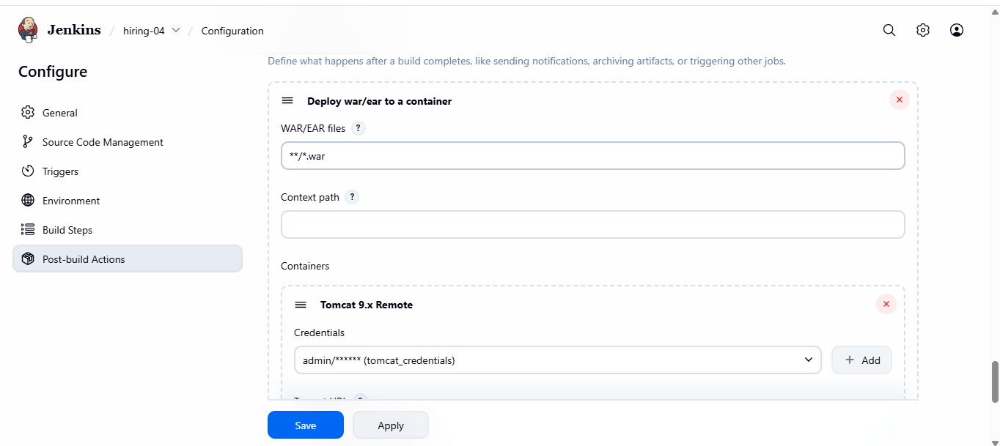 Jenkins / hiring-04 / Configuration
Define what happens after a build completes, like sending notifications, archiving artifacts, or triggering other jobs.
Configure
General
Source Code Management
Triggers
Environment
Build Steps
Post-build Actions
Deploy war/ear to a container
WAR/EAR files ?
**/*.war
Context path ?
Containers
Tomcat 9.x Remote
Credentials
admin/****** (tomcat_credentials)
+ Add
Save
Apply